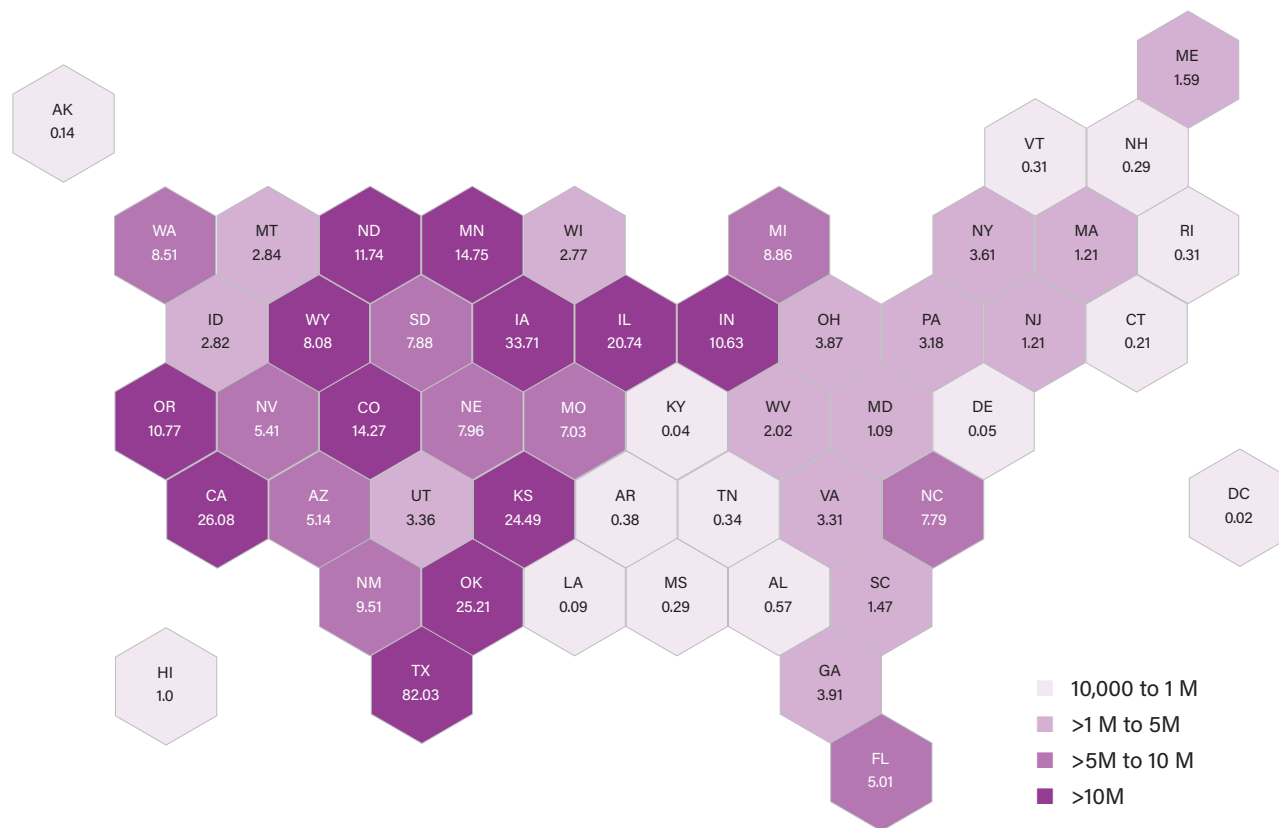 ME
1.59
AK
0.14
VT
0.31
NH
0.29
WA
8.51
MT
2.84
ND
11.74
MN
14.75
WI
2.77
MI
8.86
NY
3.61
MA
1.21
RI
0.31
ID
2.82
WY
8.08
SD
7.88
IA
33.71
IL
20.74
IN
10.63
OH
3.87
PA
3.18
NJ
1.21
CT
0.21
OR
10.77
NV
5.41
CO
14.27
NE
7.96
MO
7.03
KY
0.04
WV
2.02
MD
1.09
DE
0.05
CA
26.08
AZ
5.14
UT
3.36
KS
24.49
AR
0.38
TN
0.34
VA
3.31
NC
7.79
DC
0.02
NM
9.51
OK
25.21
LA
0.09
MS
0.29
AL
0.57
SC
1.47
HI
1.0
TX
82.03
GA
3.91
FL
5.01
10,000 to 1 M
>1 M to 5M
>5M to 10 M
>10M